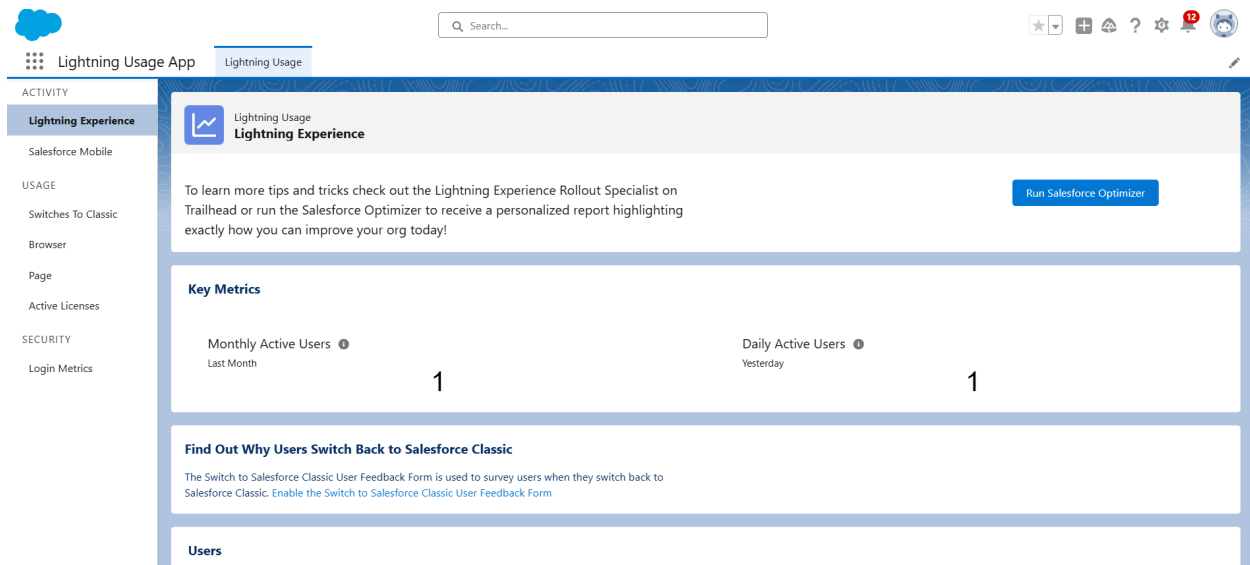 Search...
12
Lightning Usage App
Lightning Usage
ACTIVITY
Lightning Experience
Salesforce Mobile
USAGE
Switches To Classic
Browser
Page
Active Licenses
SECURITY
Login Metrics
Lightning Usage
Lightning Experience
To learn more tips and tricks check out the Lightning Experience Rollout Specialist on
Trailhead or run the Salesforce Optimizer to receive a personalized report highlighting
exactly how you can improve your org today!
Run Salesforce Optimizer
Key Metrics
Monthly Active Users
Last Month
1
Daily Active Users
Yesterday
1
Find Out Why Users Switch Back to Salesforce Classic
The Switch to Salesforce Classic User Feedback Form is used to survey users when they switch back to
Salesforce Classic. Enable the Switch to Salesforce Classic User Feedback Form
Users